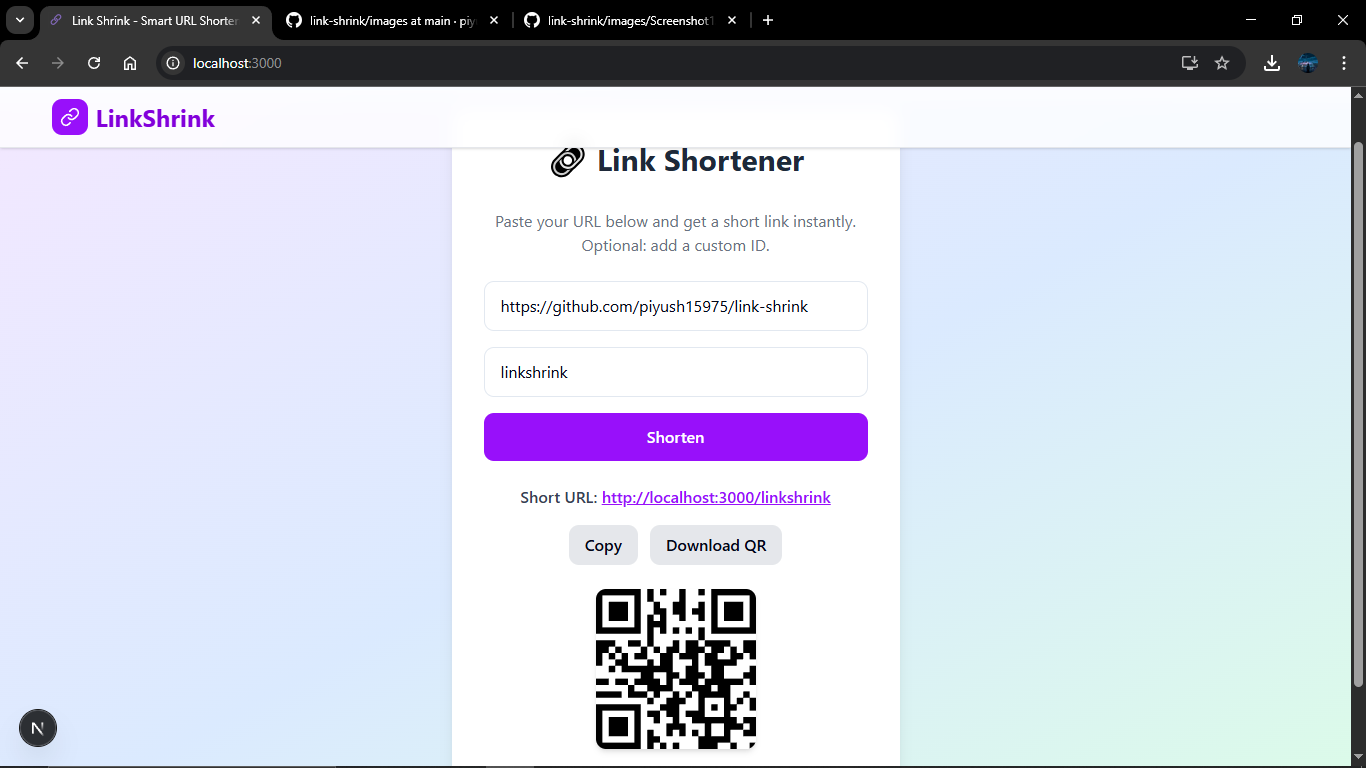 Link Shrink - Smart URL Shorten
link-shrink/images at main · piy
link-shrink/images/Screenshot1
localhost:3000
LinkShrink
Link Shortener
Paste your URL below and get a short link instantly.
Optional: add a custom ID.
https://github.com/piyush15975/link-shrink
linkshrink
Shorten
Short URL: http://localhost:3000/linkshrink
Copy Download QR
N